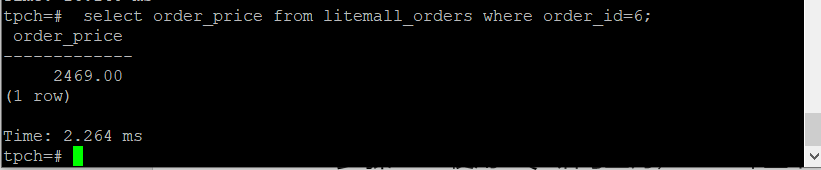 tpch=#  select order_price from litemall_orders where order_id=6;
 order_price
-------------
     2469.00
(1 row)

Time: 2.264 ms
tpch=#